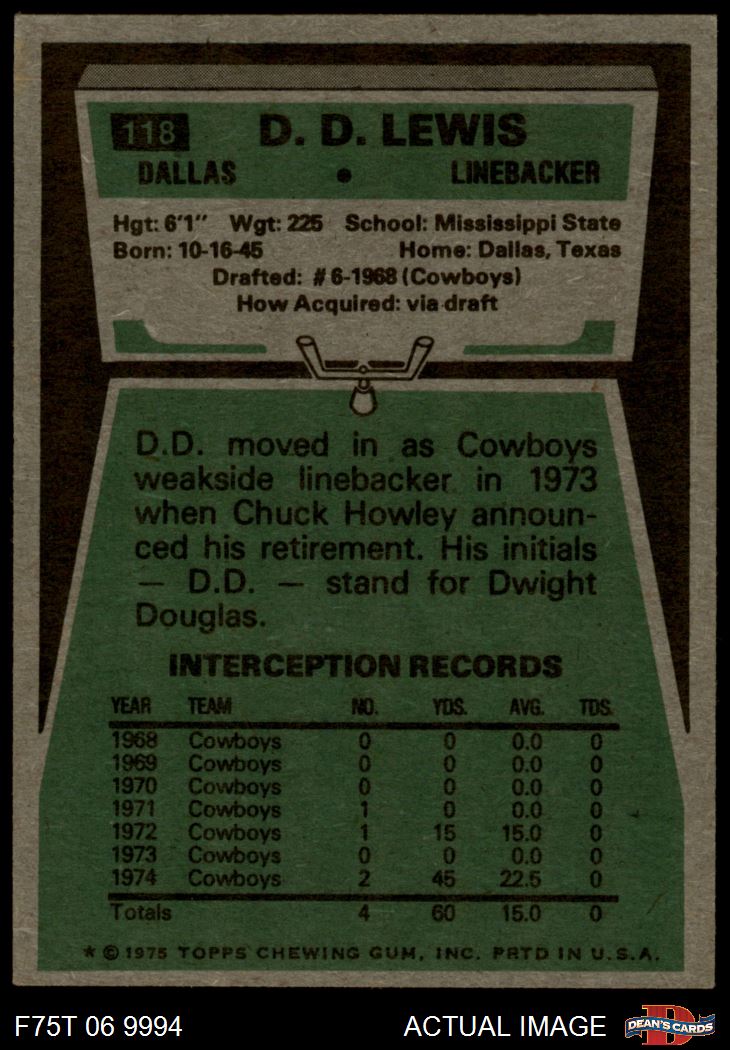 118 D. D. LEWIS
DALLAS • LINEBACKER
Hgt: 6'1" Wgt: 225 School: Mississippi State
Born: 10-16-45 Home: Dallas, Texas
Drafted: #6-1968 (Cowboys)
How Acquired: via draft
D.D. moved in as Cowboys
weakside linebacker in 1973
when Chuck Howley announ-
ced his retirement. His initials
— D.D. — stand for Dwight
Douglas.
INTERCEPTION RECORDS
YEAR TEAM NO. YDS. AVG. TDS.
1968 Cowboys 0 0 0.0 0
1969 Cowboys 0 0 0.0 0
1970 Cowboys 0 0 0.0 0
1971 Cowboys 1 0 0.0 0
1972 Cowboys 1 15 15.0 0
1973 Cowboys 0 0 0.0 0
1974 Cowboys 2 45 22.5 0
Totals 4 60 15.0 0
* © 1975 TOPPS CHEWING GUM, INC. PRTD IN U.S.A.
F75T 06 9994 ACTUAL IMAGE DEAN'S CARDS